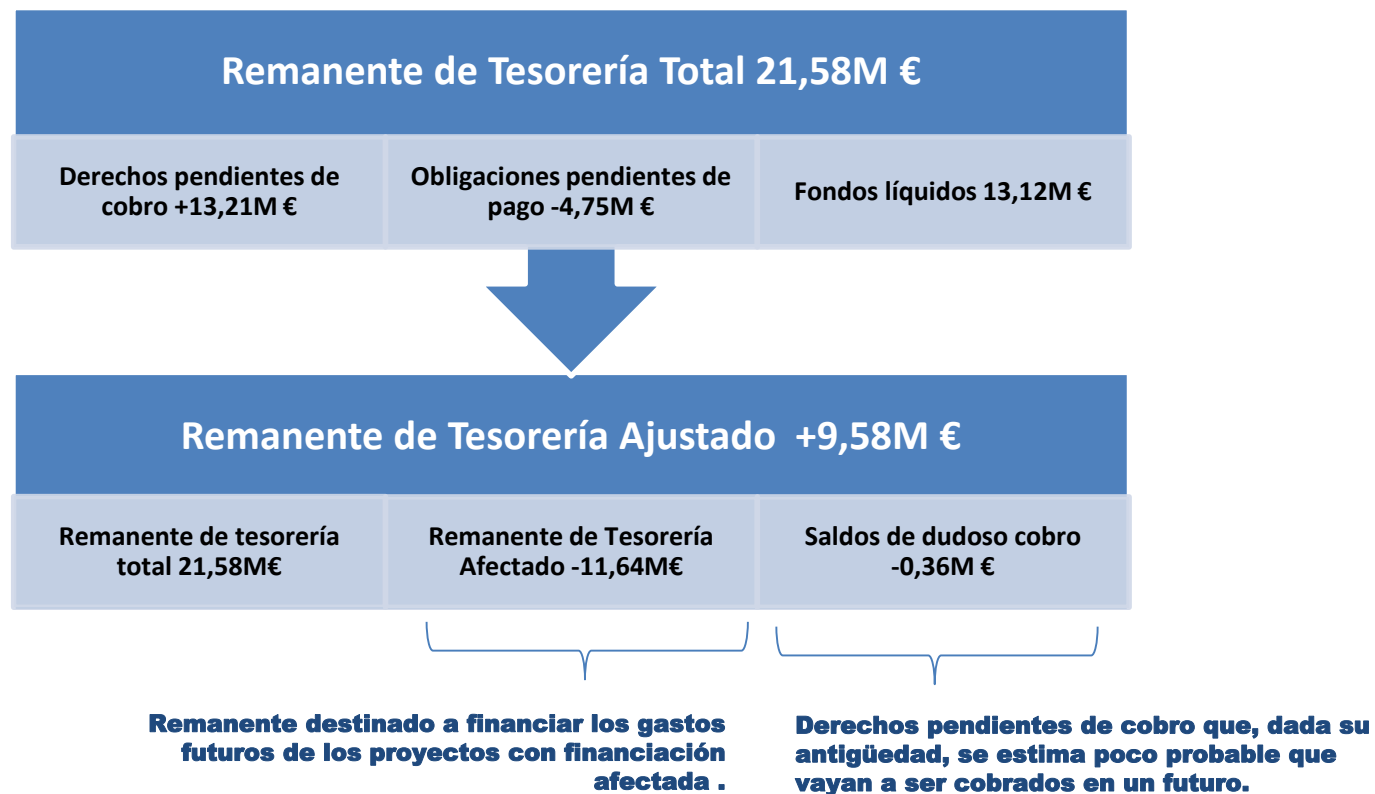 Remanente de Tesorería Total 21,58M €
Derechos pendientes de
cobro +13,21M €
Obligaciones pendientes de
pago -4,75M €
Fondos líquidos 13,12M €
Remanente de Tesorería Ajustado +9,58M €
Remanente de tesorería
total 21,58M€
Remanente de Tesorería
Afectado -11,64M€
Saldos de dudoso cobro
-0,36M €
Remanente destinado a financiar los gastos
futuros de los proyectos con financiación
afectada .
Derechos pendientes de cobro que, dada su
antigüedad, se estima poco probable que
vayan a ser cobrados en un futuro.